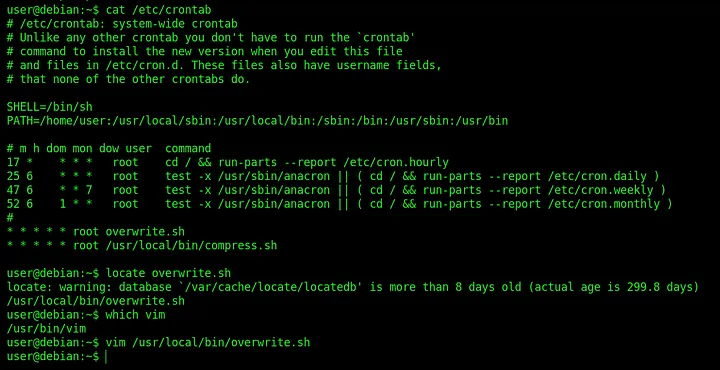 user@debian:~$ cat /etc/crontab
# /etc/crontab: system-wide crontab
# Unlike any other crontab you don't have to run the `crontab'
# command to install the new version when you edit this file
# and files in /etc/cron.d. These files also have username fields,
# that none of the other crontabs do.
SHELL=/bin/sh
PATH=/home/user:/usr/local/sbin:/usr/local/bin:/sbin:/bin:/usr/sbin:/usr/bin
# m h dom mon dow user  command
17 *    * * *   root    cd / && run-parts --report /etc/cron.hourly
25 6    * * *   root    test -x /usr/sbin/anacron || ( cd / && run-parts --report /etc/cron.daily )
47 6    * * 7   root    test -x /usr/sbin/anacron || ( cd / && run-parts --report /etc/cron.weekly )
52 6    1 * *   root    test -x /usr/sbin/anacron || ( cd / && run-parts --report /etc/cron.monthly )
#
* * * * * root overwrite.sh
* * * * * root /usr/local/bin/compress.sh
user@debian:~$ locate overwrite.sh
locate: warning: database `/var/cache/locate/locatedb' is more than 8 days old (actual age is 299.8 days)
/usr/local/bin/overwrite.sh
user@debian:~$ which vim
/usr/bin/vim
user@debian:~$ vim /usr/local/bin/overwrite.sh
user@debian:~$